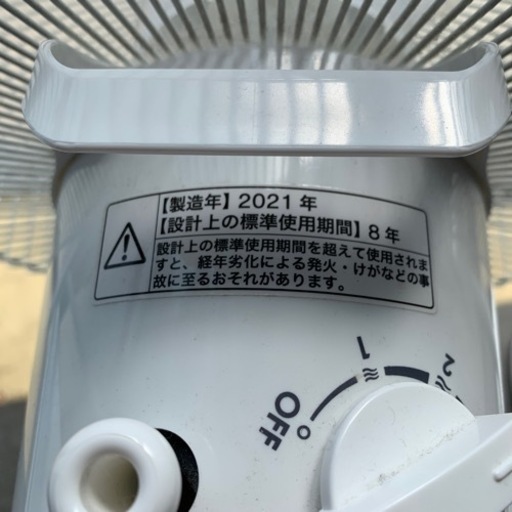 【製造年】2021年
【設計上の標準使用期間】8年
設計上の標準使用期間を超えて使用されま
すと、経年劣化による発火・けがなどの事
故に至るおそれがあります。
1
2
OFF